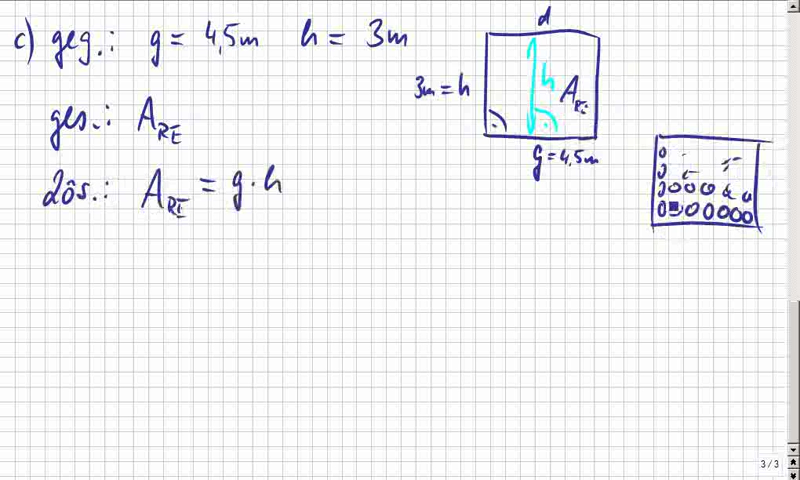 c) geg.: g = 4,5m h = 3m
ges.: A_RE
Lös.: A_RE = g · h
d
3m = h
h
A_RE
g = 4,5m
3/3